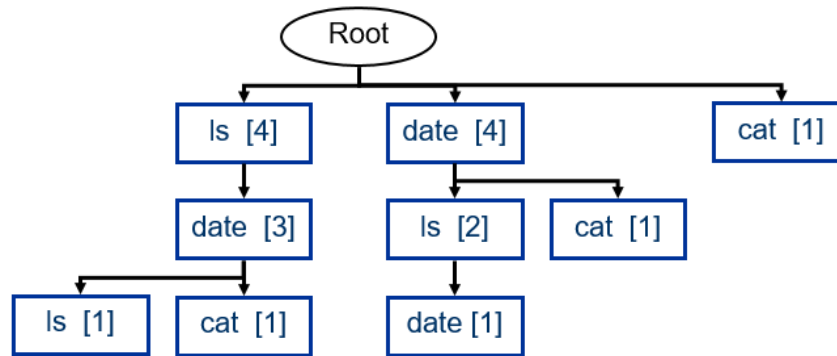 Root
ls [4]
date [4]
cat [1]
date [3]
ls [2]
cat [1]
ls [1]
cat [1]
date [1]